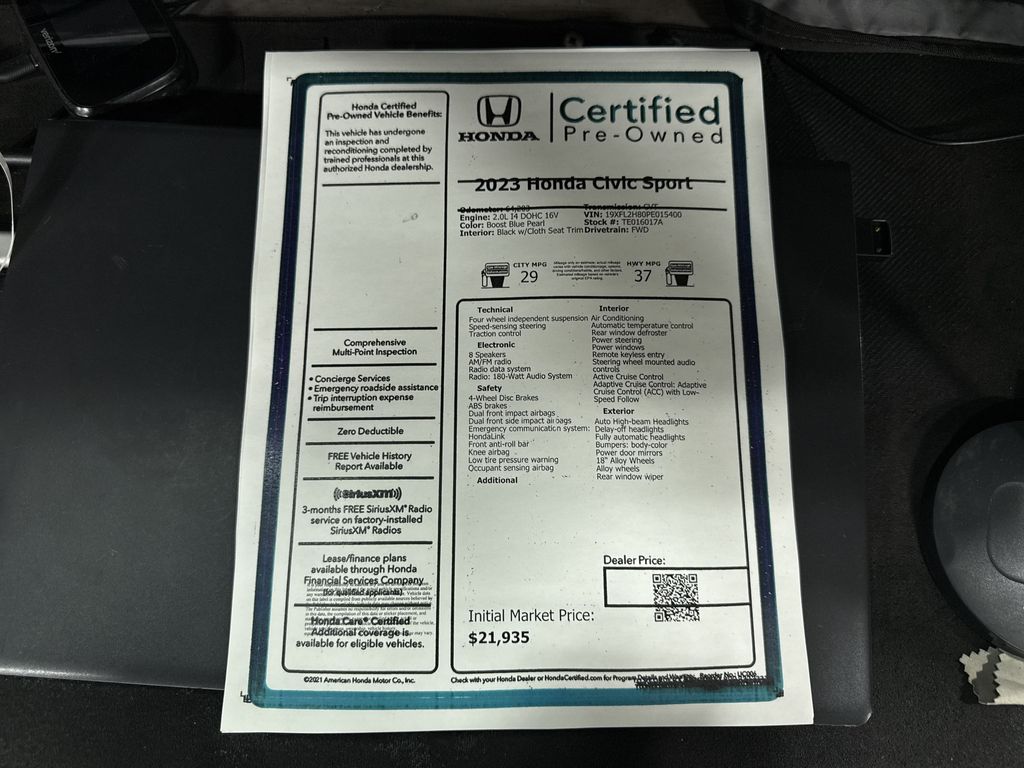 verizon
Honda Certified
Pre-Owned Vehicle Benefits:
This vehicle has undergone
an inspection and
reconditioning completed by
trained professionals at this
authorized Honda dealership.
Comprehensive
Multi-Point Inspection
• Concierge Services
• Emergency roadside assistance
• Trip interruption expense
reimbursement
Zero Deductible
FREE Vehicle History
Report Available
((SiriusXM))
3-months FREE SiriusXM® Radio
service on factory-installed
SiriusXM® Radios
Lease/finance plans
available through Honda
Financial Services Company
(for qualified applicants).
Honda Care® Certified
Additional coverage is
available for eligible vehicles.
©2021 American Honda Motor Co., Inc.
HONDA
Certified
Pre-Owned
2023 Honda Civic Sport
Odometer: 64,203 Transmission: CVT
Engine: 2.0L I4 DOHC 16V VIN: 19XFL2H80PE015400
Color: Boost Blue Pearl Stock #: TE016017A
Interior: Black w/Cloth Seat Trim Drivetrain: FWD
CITY MPG
29
HWY MPG
37
Technical
Four wheel independent suspension
Speed-sensing steering
Traction control
Electronic
8 Speakers
AM/FM radio
Radio data system
Radio: 180-Watt Audio System
Safety
4-Wheel Disc Brakes
ABS brakes
Dual front impact airbags
Dual front side impact airbags
Emergency communication system:
HondaLink
Front anti-roll bar
Knee airbag
Low tire pressure warning
Occupant sensing airbag
Additional
Interior
Air Conditioning
Automatic temperature control
Rear window defroster
Power steering
Power windows
Remote keyless entry
Steering wheel mounted audio
controls
Active Cruise Control
Adaptive Cruise Control: Adaptive
Cruise Control (ACC) with Low-
Speed Follow
Exterior
Auto High-beam Headlights
Delay-off headlights
Fully automatic headlights
Bumpers: body-color
Power door mirrors
18" Alloy Wheels
Alloy wheels
Rear window wiper
Dealer Price:
Initial Market Price:
$21,935
Check with your Honda Dealer or HondaCertified.com for Program Details and